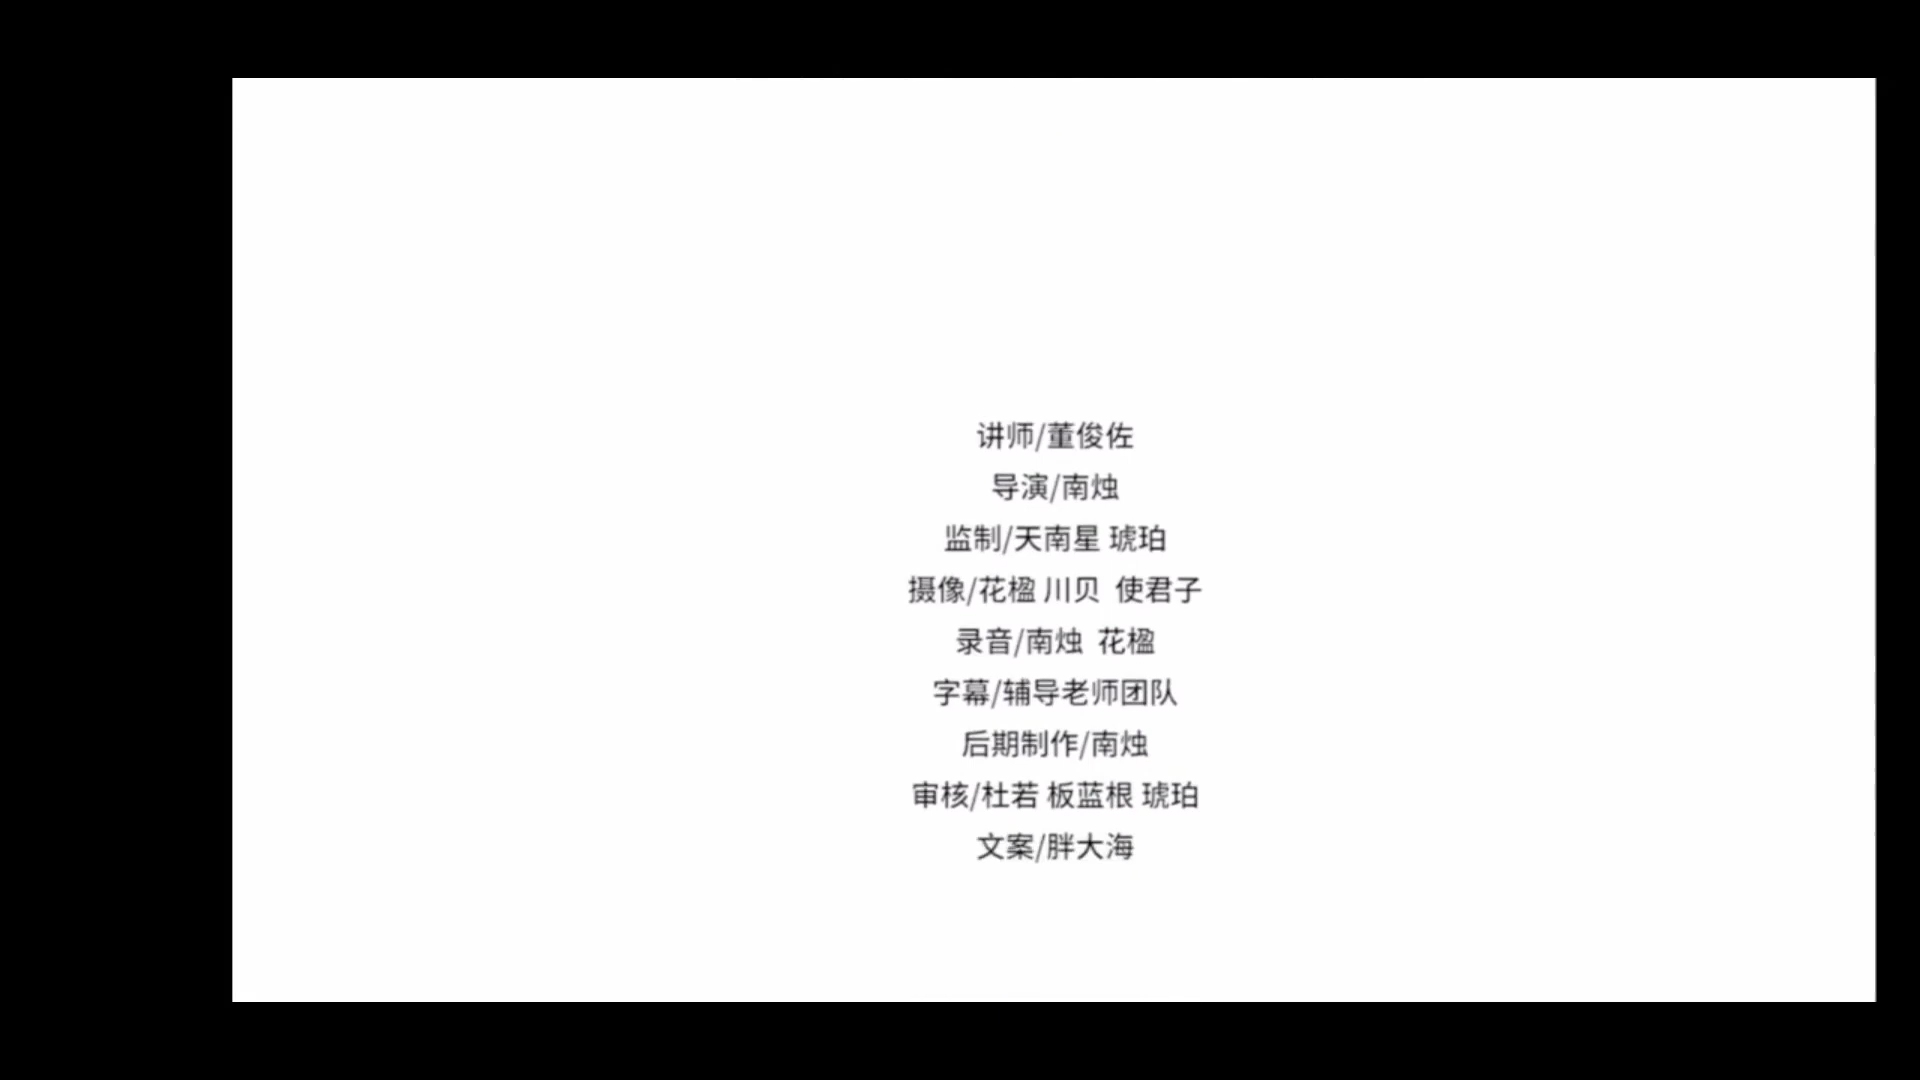 讲师/董俊佐
导演/南烛
监制/天南星 琥珀
摄像/花楹 川贝 使君子
录音/南烛 花楹
字幕/辅导老师团队
后期制作/南烛
审核/杜若 板蓝根 琥珀
文案/胖大海